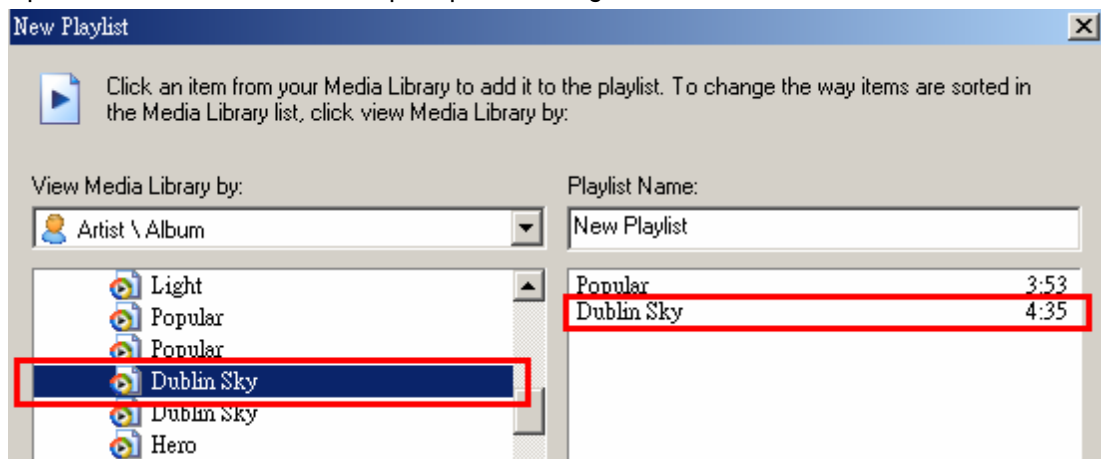 New Playlist
Click an item from your Media Library to add it to the playlist. To change the way items are sorted in
the Media Library list, click view Media Library by:
View Media Library by:
Playlist Name:
Artist \ Album
New Playlist
Light
Popular
Popular
Dublin Sky
Dublin Sky
Hero
Popular 3:53
Dublin Sky 4:35